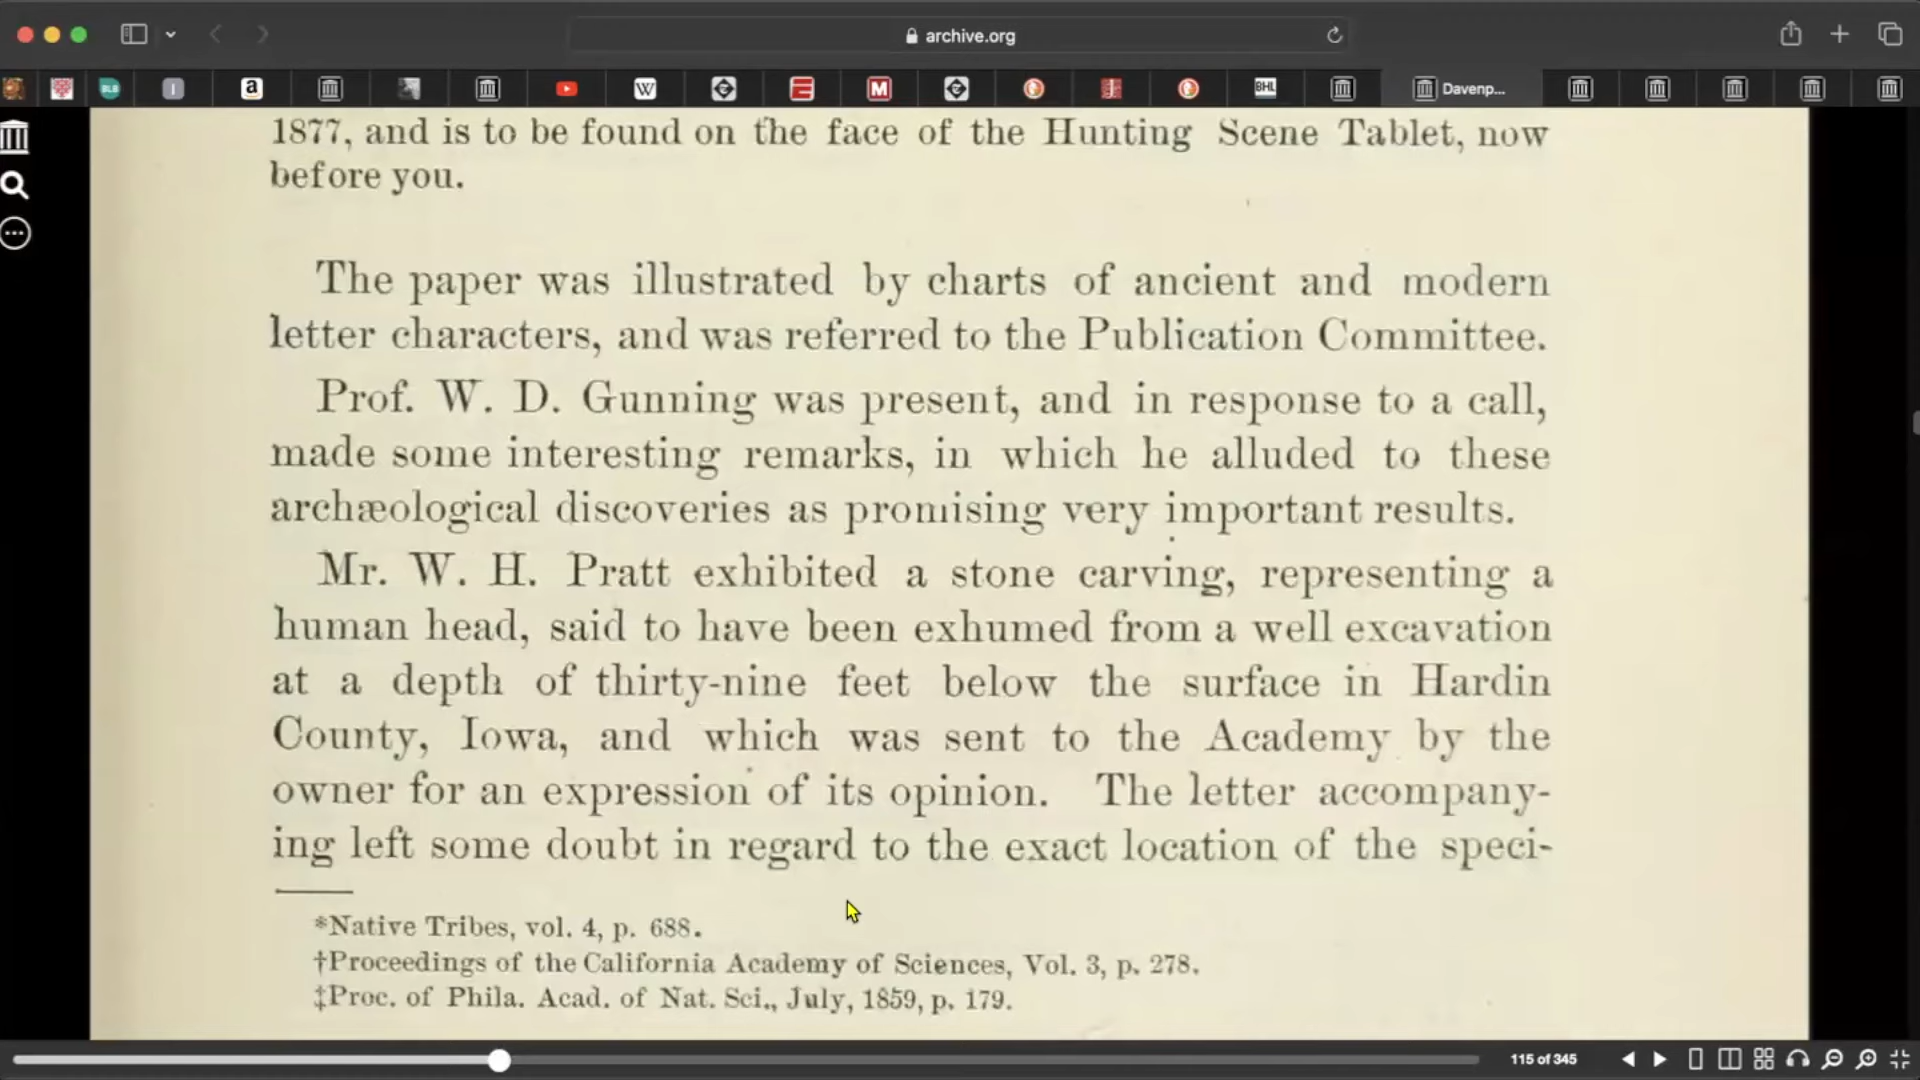 archive.org
BLB
a
W
M
BHL
Davenp...
1877, and is to be found on the face of the Hunting Scene Tablet, now
before you.
The paper was illustrated by charts of ancient and modern
letter characters, and was referred to the Publication Committee.
Prof. W. D. Gunning was present, and in response to a call,
made some interesting remarks, in which he alluded to these
archæological discoveries as promising very important results.
Mr. W. H. Pratt exhibited a stone carving, representing a
human head, said to have been exhumed from a well excavation
at a depth of thirty-nine feet below the surface in Hardin
County, Iowa, and which was sent to the Academy by the
owner for an expression of its opinion. The letter accompany-
ing left some doubt in regard to the exact location of the speci-
*Native Tribes, vol. 4, p. 688.
†Proceedings of the California Academy of Sciences, Vol. 3, p. 278.
‡Proc. of Phila. Acad. of Nat. Sci., July, 1859, p. 179.
115 of 345